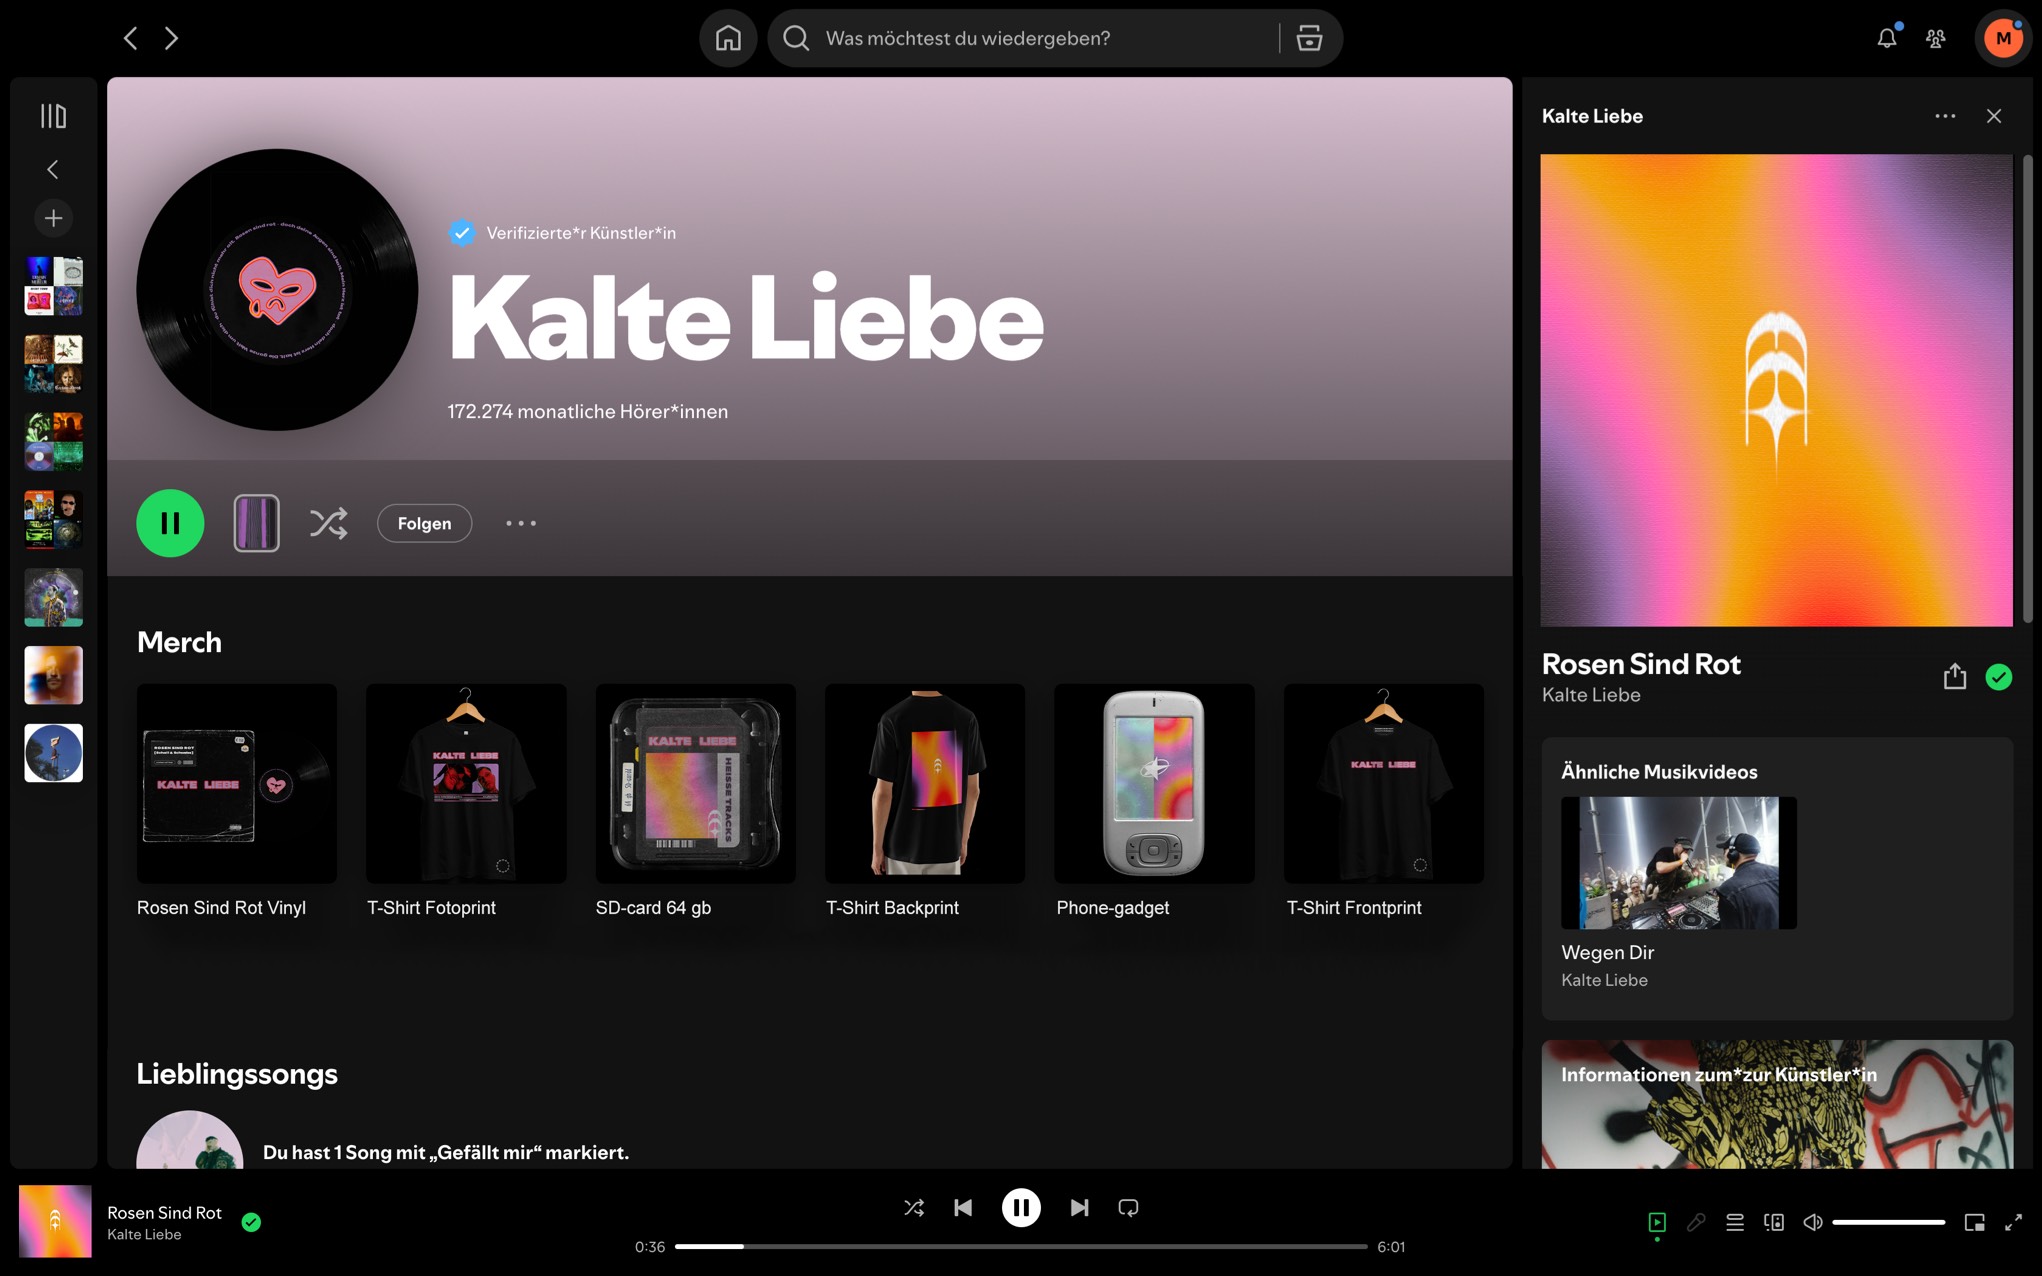 Was möchtest du wiedergeben?
M
Verifizierte*r Künstler*in
Kalte Liebe
172.274 monatliche Hörer*innen
Folgen
Merch
ROSEN SIND ROT
KALTE LIEBE
Rosen Sind Rot Vinyl
KALTE LIEBE
T-Shirt Fotoprint
KALTE LIEBE
HEISSE TRACKS
SD-card 64 gb
T-Shirt Backprint
Phone-gadget
KALTE LIEBE
T-Shirt Frontprint
Lieblingssongs
Du hast 1 Song mit „Gefällt mir“ markiert.
Kalte Liebe
Rosen Sind Rot
Kalte Liebe
Ähnliche Musikvideos
Wegen Dir
Kalte Liebe
Informationen zum*zur Künstler*in
Rosen Sind Rot
Kalte Liebe
0:36
6:01